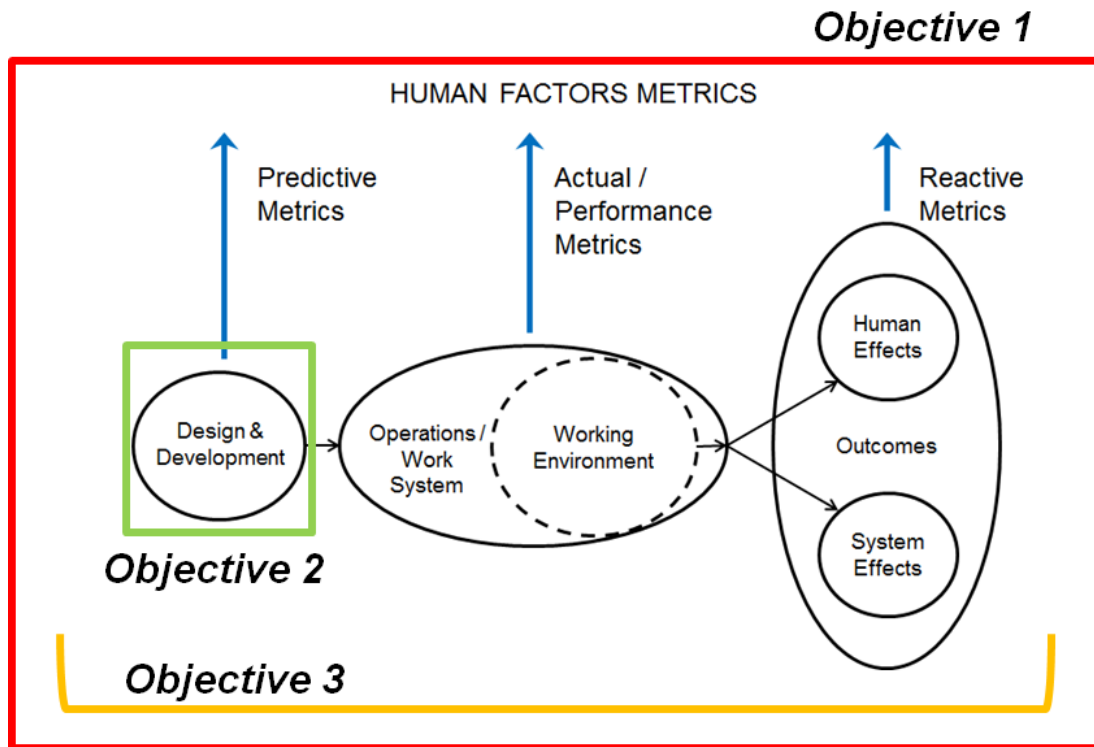 Objective 1
HUMAN FACTORS METRICS
Predictive
Metrics
Actual /
Performance
Metrics
Reactive
Metrics
Design &
Development
Operations /
Work
System
Working
Environment
Human
Effects
Outcomes
System
Effects
Objective 2
Objective 3